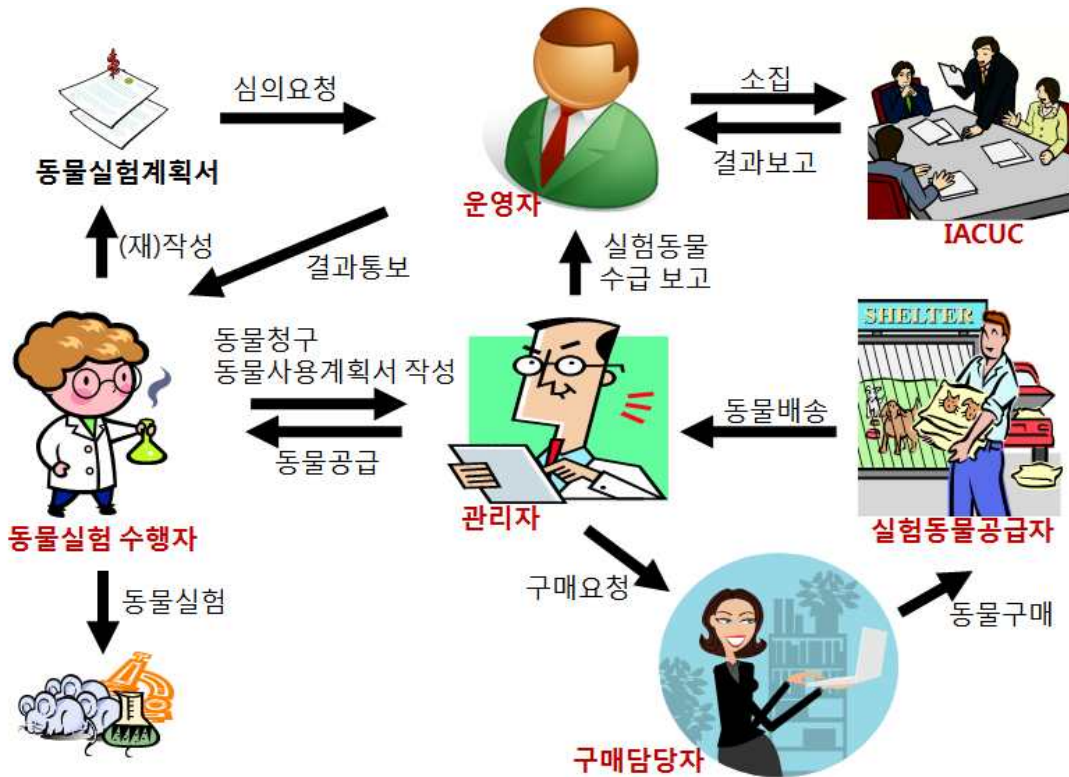 심의요청
소집
동물실험계획서
결과보고
운영자
IACUC
(재)작성
결과통보
실험동물
수급 보고
SHELTER
동물청구
동물사용계획서 작성
동물배송
동물공급
동물실험 수행자
관리자
실험동물공급자
동물실험
구매요청
동물구매
구매담당자